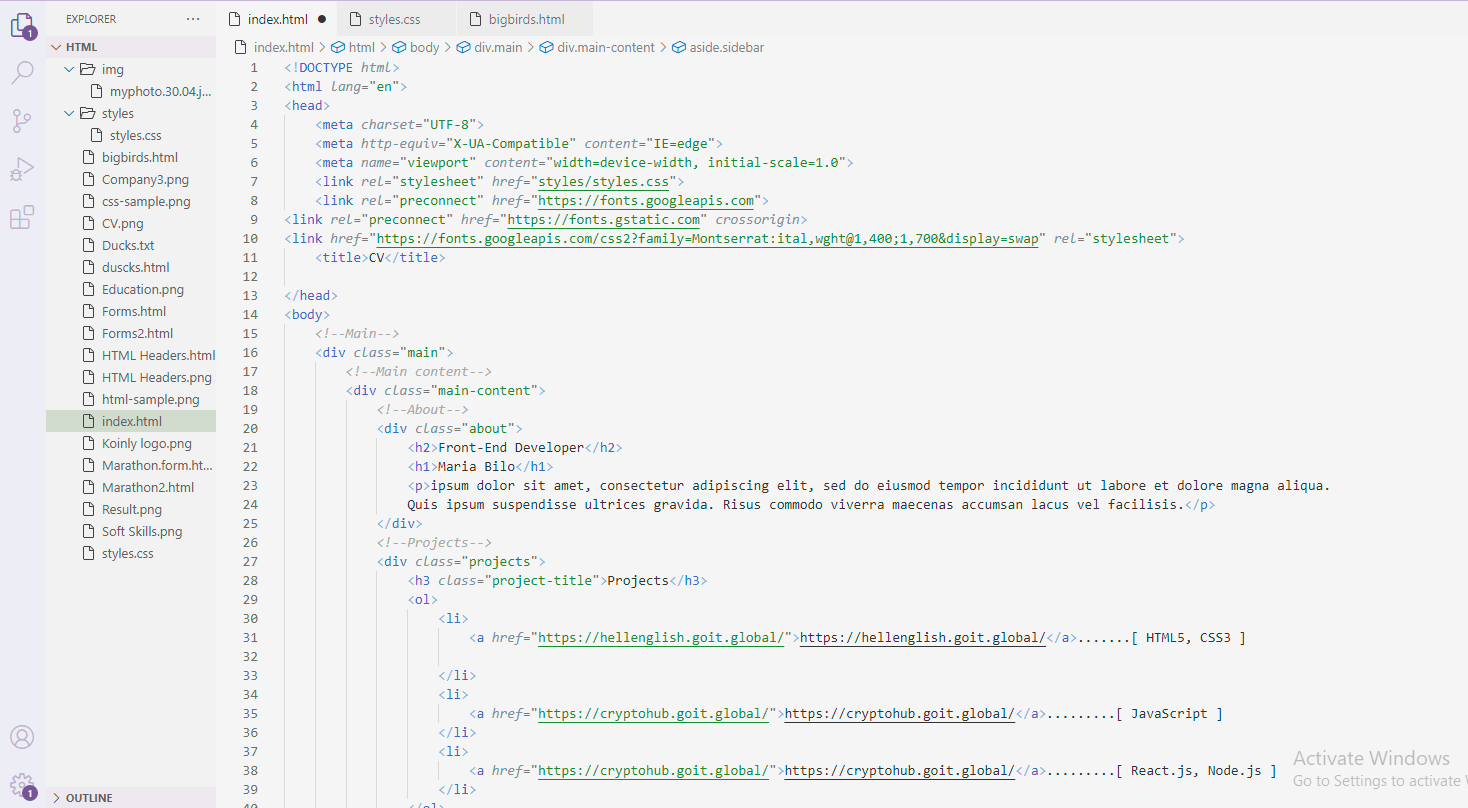 EXPLORER ...
HTML
img
myphoto.30.04.j...
styles
styles.css
bigbirds.html
Company3.png
css-sample.png
CV.png
Ducks.txt
duscks.html
Education.png
Forms.html
Forms2.html
HTML Headers.html
HTML Headers.png
html-sample.png
index.html
Koinly logo.png
Marathon.form.ht...
Marathon2.html
Result.png
Soft Skills.png
styles.css
OUTLINE
1
1
index.html styles.css bigbirds.html
index.html > html > body > div.main > div.main-content > aside.sidebar
1 <!DOCTYPE html>
2 <html lang="en">
3 <head>
4 <meta charset="UTF-8">
5 <meta http-equiv="X-UA-Compatible" content="IE=edge">
6 <meta name="viewport" content="width=device-width, initial-scale=1.0">
7 <link rel="stylesheet" href="styles/styles.css">
8 <link rel="preconnect" href="https://fonts.googleapis.com">
9 <link rel="preconnect" href="https://fonts.gstatic.com" crossorigin>
10 <link href="https://fonts.googleapis.com/css2?family=Montserrat:ital,wght@1,400;1,700&display=swap" rel="stylesheet">
11 <title>CV</title>
12
13 </head>
14 <body>
15 <!--Main-->
16 <div class="main">
17 <!--Main content-->
18 <div class="main-content">
19 <!--About-->
20 <div class="about">
21 <h2>Front-End Developer</h2>
22 <h1>Maria Bilo</h1>
23 <p>ipsum dolor sit amet, consectetur adipiscing elit, sed do eiusmod tempor incididunt ut labore et dolore magna aliqua.
24 Quis ipsum suspendisse ultrices gravida. Risus commodo viverra maecenas accumsan lacus vel facilisis.</p>
25 </div>
26 <!--Projects-->
27 <div class="projects">
28 <h3 class="project-title">Projects</h3>
29 <ol>
30 <li>
31 <a href="https://hellenglish.goit.global/">https://hellenglish.goit.global/</a>.......[ HTML5, CSS3 ]
32
33 </li>
34 <li>
35 <a href="https://cryptohub.goit.global/">https://cryptohub.goit.global/</a>.........[ JavaScript ]
36 </li>
37 <li>
38 <a href="https://cryptohub.goit.global/">https://cryptohub.goit.global/</a>.........[ React.js, Node.js ]
39 </li>
40 </ol>
Activate Windows
Go to Settings to activate